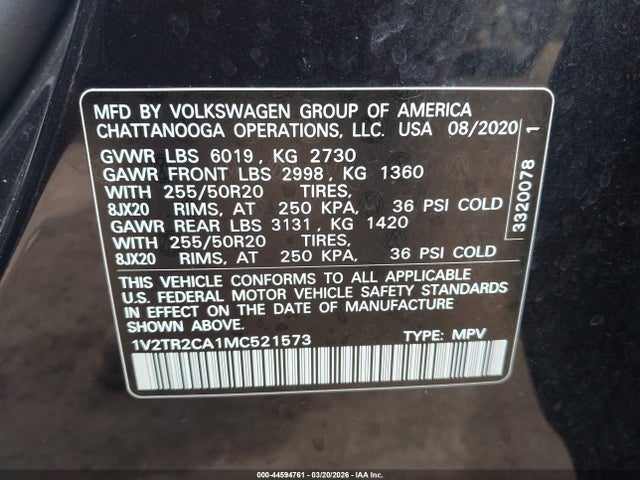 MFD BY VOLKSWAGEN GROUP OF AMERICA
CHATTANOOGA OPERATIONS, LLC. USA 08/2020
GVWR LBS 6019, KG 2730
GAWR FRONT LBS 2998, KG 1360
WITH 255/50R20 TIRES,
8JX20 RIMS, AT 250 KPA, 36 PSI COLD
GAWR REAR LBS 3131, KG 1420
WITH 255/50R20 TIRES,
8JX20 RIMS, AT 250 KPA, 36 PSI COLD
THIS VEHICLE CONFORMS TO ALL APPLICABLE
U.S. FEDERAL MOTOR VEHICLE SAFETY STANDARDS
IN EFFECT ON THE DATE OF MANUFACTURE
SHOWN ABOVE.
1V2TR2CA1MC521573 TYPE: MPV
3320078 1
000-44594761 - 03/20/2026 - IAA Inc.